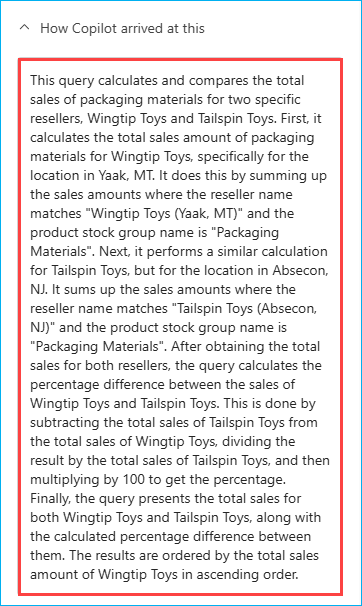 How Copilot arrived at this
This query calculates and compares the total
sales of packaging materials for two specific
resellers, Wingtip Toys and Tailspin Toys. First, it
calculates the total sales amount of packaging
materials for Wingtip Toys, specifically for the
location in Yaak, MT. It does this by summing up
the sales amounts where the reseller name
matches "Wingtip Toys (Yaak, MT)" and the
product stock group name is "Packaging
Materials". Next, it performs a similar calculation
for Tailspin Toys, but for the location in Absecon,
NJ. It sums up the sales amounts where the
reseller name matches "Tailspin Toys (Absecon,
NJ)" and the product stock group name is
"Packaging Materials". After obtaining the total
sales for both resellers, the query calculates the
percentage difference between the sales of
Wingtip Toys and Tailspin Toys. This is done by
subtracting the total sales of Tailspin Toys from
the total sales of Wingtip Toys, dividing the
result by the total sales of Tailspin Toys, and then
multiplying by 100 to get the percentage.
Finally, the query presents the total sales for
both Wingtip Toys and Tailspin Toys, along with
the calculated percentage difference between
them. The results are ordered by the total sales
amount of Wingtip Toys in ascending order.